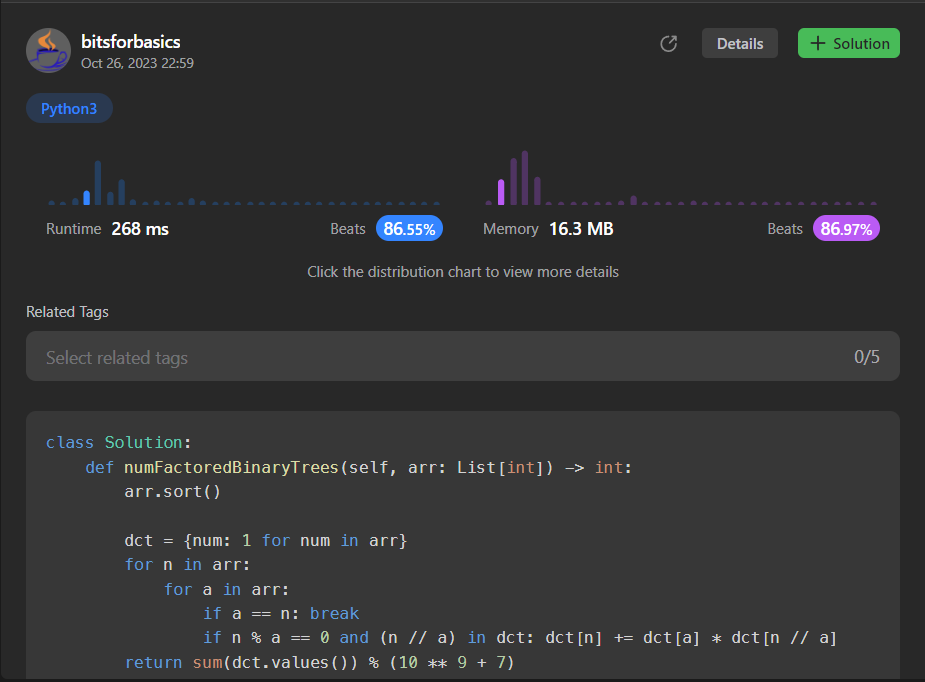 bitsforbasics
Oct 26, 2023 22:59
Details
+ Solution
Python3
Runtime 268 ms Beats 86.55%
Memory 16.3 MB Beats 86.97%
Click the distribution chart to view more details
Related Tags
Select related tags 0/5
class Solution:
    def numFactoredBinaryTrees(self, arr: List[int]) -> int:
        arr.sort()

        dct = {num: 1 for num in arr}
        for n in arr:
            for a in arr:
                if a == n: break
                if n % a == 0 and (n // a) in dct: dct[n] += dct[a] * dct[n // a]
        return sum(dct.values()) % (10 ** 9 + 7)